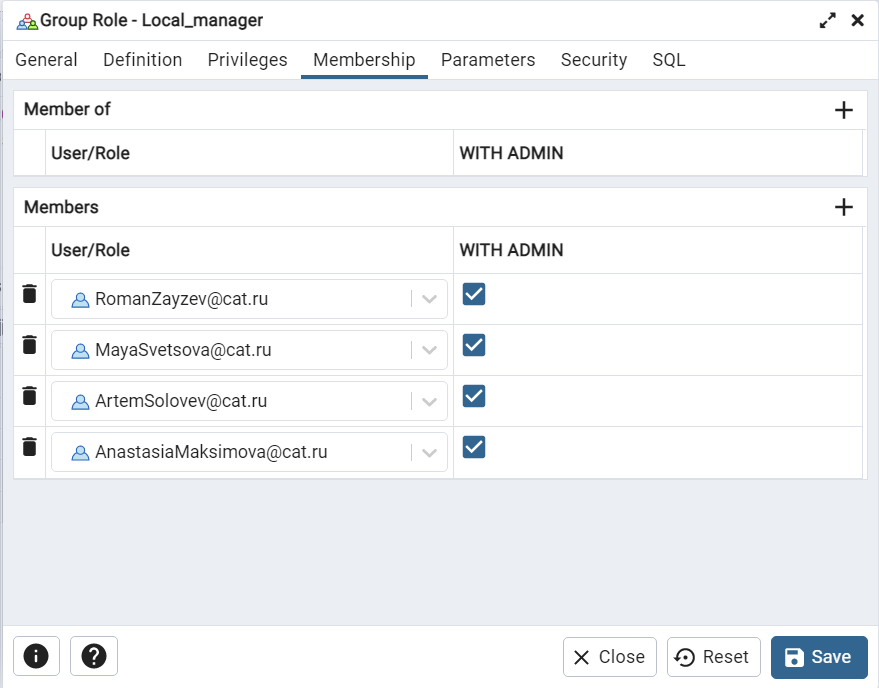 Group Role - Local_manager
General Definition Privileges Membership Parameters Security SQL
Member of
User/Role WITH ADMIN
Members
User/Role WITH ADMIN
RomanZayzev@cat.ru
MayaSvetsova@cat.ru
ArtemSolovev@cat.ru
AnastasiaMaksimova@cat.ru
Close Reset Save